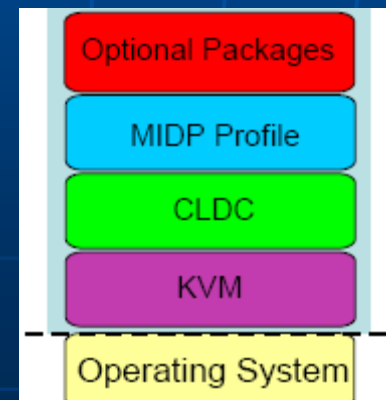 Optional Packages
MIDP Profile
CLDC
KVM
Operating System